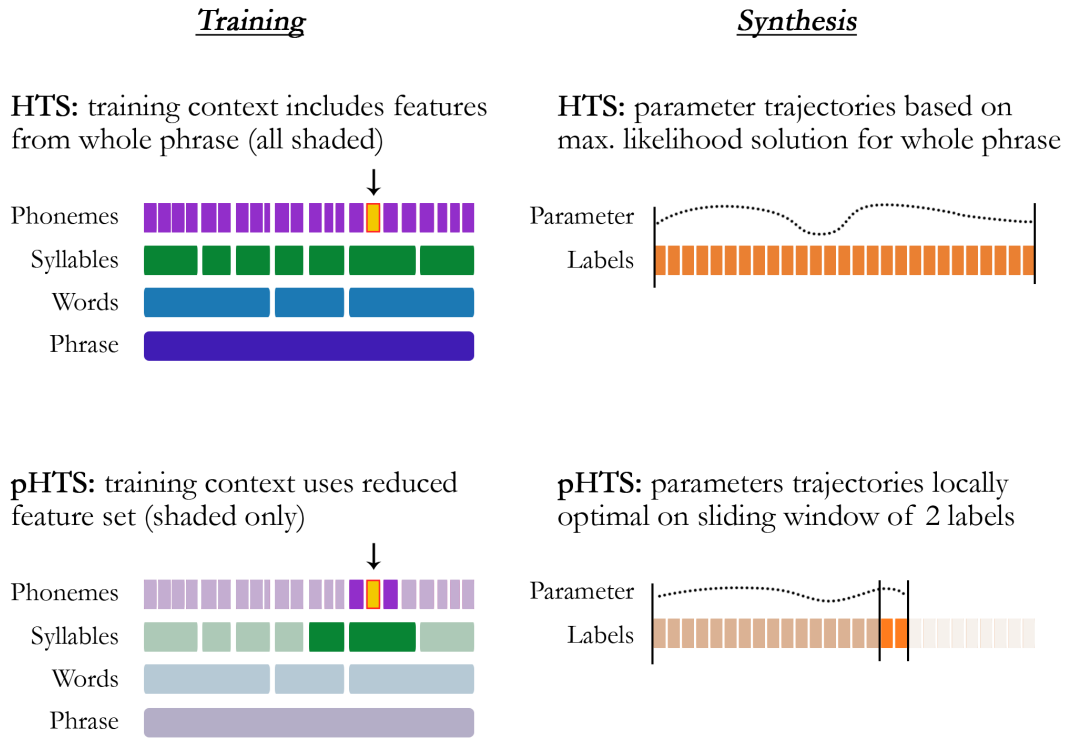 Training
HTS: training context includes features
from whole phrase (all shaded)
Phonemes
Syllables
Words
Phrase
Synthesis
HTS: parameter trajectories based on
max. likelihood solution for whole phrase
Parameter
Labels
pHTS: training context uses reduced
feature set (shaded only)
Phonemes
Syllables
Words
Phrase
pHTS: parameters trajectories locally
optimal on sliding window of 2 labels
Parameter
Labels